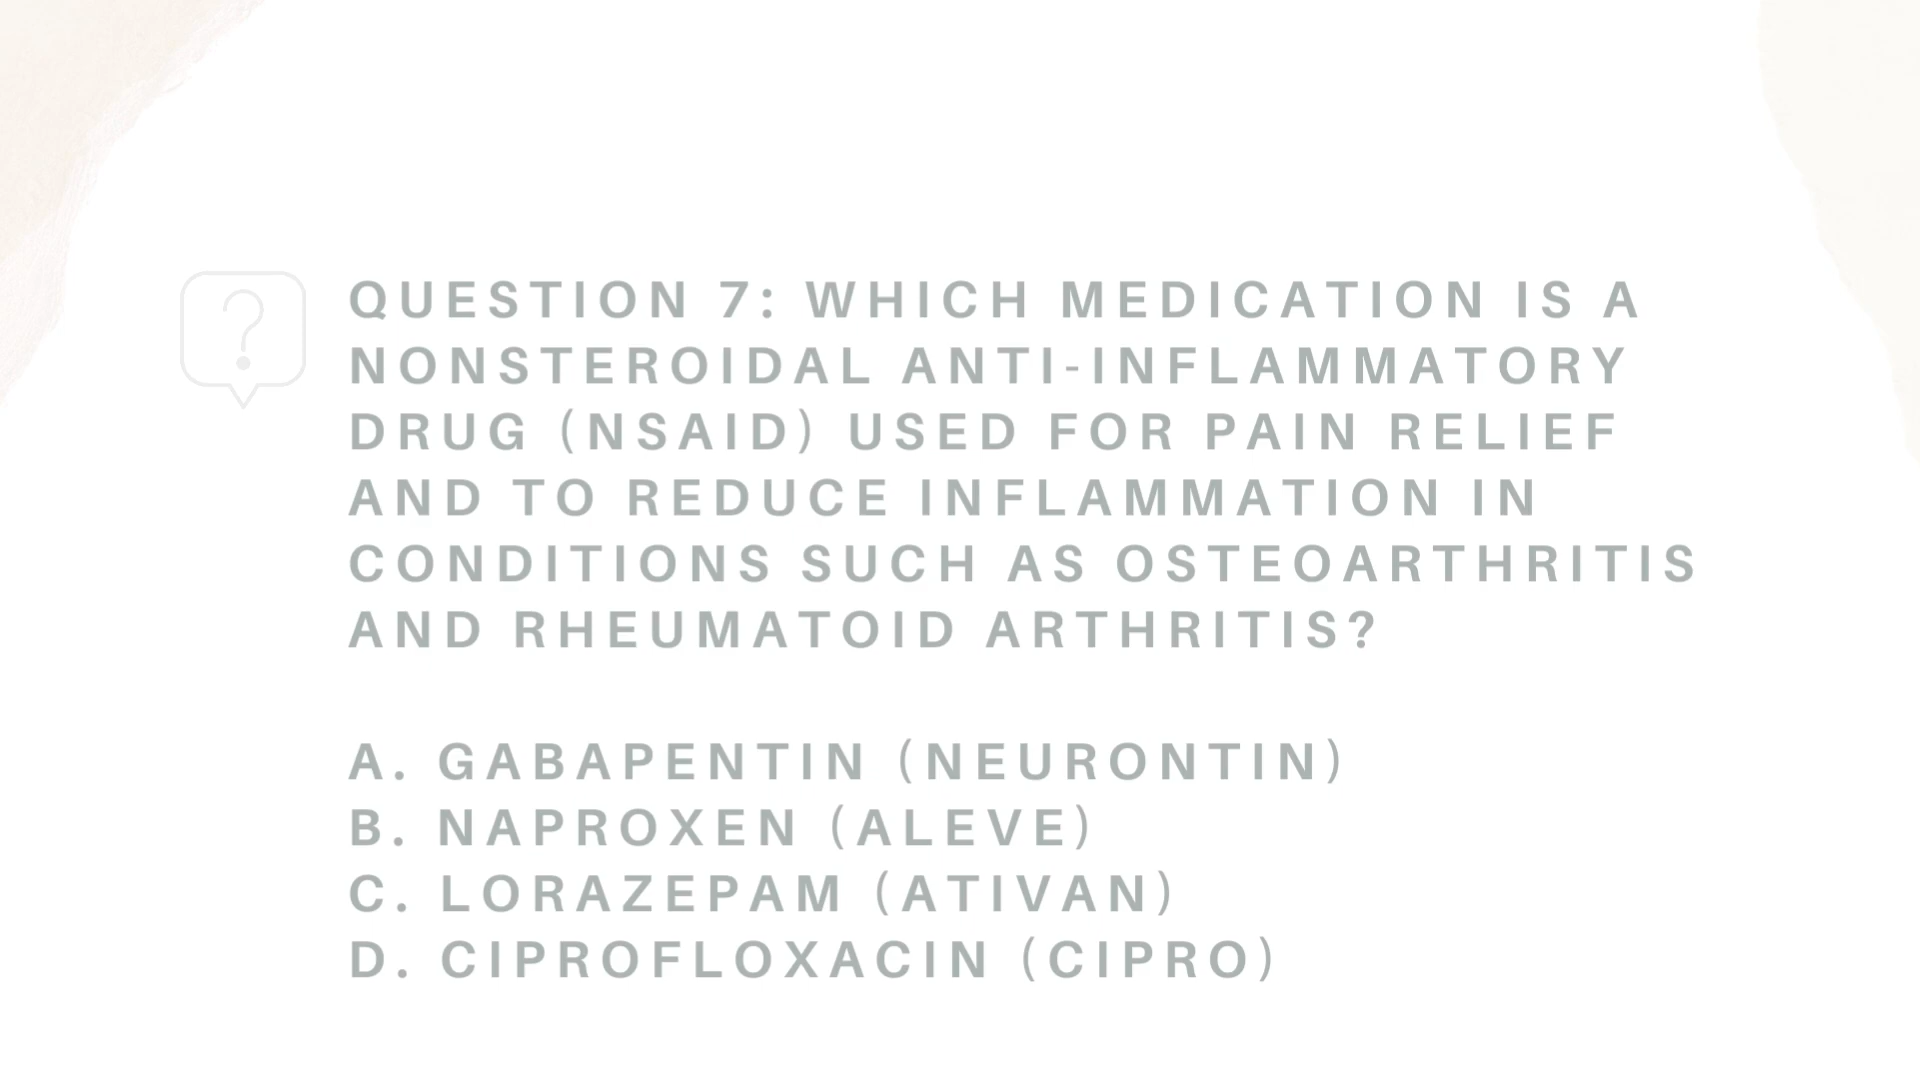 QUESTION 7: WHICH MEDICATION IS A
NONSTEROIDAL ANTI-INFLAMMATORY
DRUG (NSAID) USED FOR PAIN RELIEF
AND TO REDUCE INFLAMMATION IN
CONDITIONS SUCH AS OSTEOARTHRITIS
AND RHEUMATOID ARTHRITIS?
A. GABAPENTIN (NEURONTIN)
B. NAPROXEN (ALEVE)
C. LORAZEPAM (ATIVAN)
D. CIPROFLOXACIN (CIPRO)